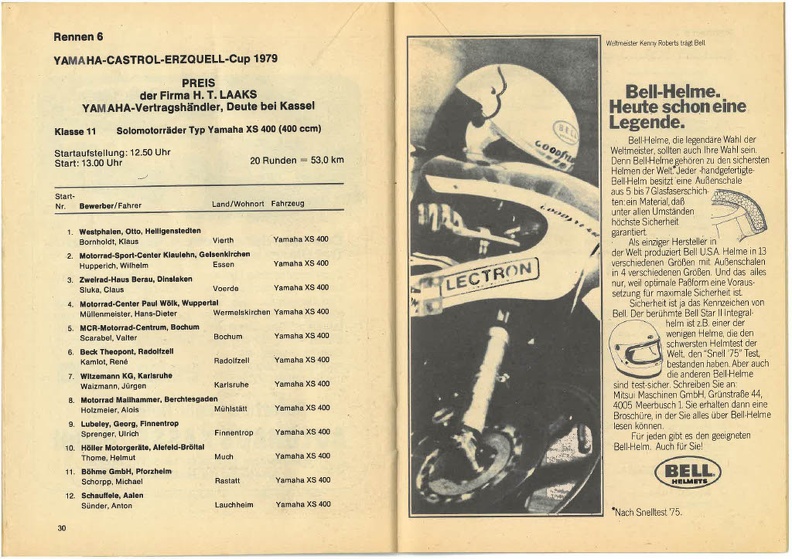 Rennen 6
YAMAHA-CASTROL-ERZQUELL-Cup 1979
PREIS
der Firma H. T. LAAKS
YAMAHA-Vertragshändler, Deute bei Kassel
Klasse 11 Solomotorräder Typ Yamaha XS 400 (400 ccm)
Startaufstellung: 12.50 Uhr
Start: 13.00 Uhr 20 Runden = 53,0 km
Start-
Nr. Bewerber/Fahrer Land/Wohnort Fahrzeug
1. Westphalen, Otto, Heiligenstedten
Bornholdt, Klaus Vierth Yamaha XS 400
2. Motorrad-Sport-Center Klaulehn, Gelsenkirchen
Hupperich, Wilhelm Essen Yamaha XS 400
3. Zweirad-Haus Berau, Dinslaken
Sluka, Claus Voerde Yamaha XS 400
4. Motorrad-Center Paul Wölk, Wuppertal
Müllenmeister, Hans-Dieter Wermelskirchen Yamaha XS 400
5. MCR-Motorrad-Centrum, Bochum
Scarabel, Valter Bochum Yamaha XS 400
6. Beck Theopont, Radolfzell
Kamlot, René Radolfzell Yamaha XS 400
7. Witzemann KG, Karlsruhe
Waizmann, Jürgen Karlsruhe Yamaha XS 400
8. Motorrad Mallhammer, Berchtesgaden
Holzmeier, Alois Mühlstätt Yamaha XS 400
9. Lubeley, Georg, Finnentrop
Sprenger, Ulrich Finnentrop Yamaha XS 400
10. Höller Motorgeräte, Alefeld-Bröltal
Thome, Helmut Much Yamaha XS 400
11. Böhme GmbH, Pforzheim
Schorpp, Michael Rastatt Yamaha XS 400
12. Schauffele, Aalen
Sünder, Anton Lauchheim Yamaha XS 400
30
BELL
GOODYEAR
GOODYEAR
LECTRON
Weltmeister Kenny Roberts trägt Bell.
Bell-Helme.
Heute schon eine
Legende.
Bell-Helme, die legendäre Wahl der
Weltmeister, sollten auch Ihre Wahl sein.
Denn Bell-Helme gehören zu den sichersten
Helmen der Welt.* Jeder handgefertigte
Bell-Helm besitzt eine Außenschale
aus 5 bis 7 Glasfaserschich-
ten: ein Material, daß
unter allen Umständen
höchste Sicherheit
garantiert.
Als einziger Hersteller in
der Welt produziert Bell U.S.A. Helme in 13
verschiedenen Größen mit Außenschalen
in 4 verschiedenen Größen. Und das alles
nur, weil optimale Paßform eine Voraus-
setzung für maximale Sicherheit ist.
Sicherheit ist ja das Kennzeichen von
Bell. Der berühmte Bell Star II Integral-
helm ist z.B. einer der
wenigen Helme, die den
schwersten Helmtest der
Welt, den "Snell '75" Test,
bestanden haben. Aber auch
die anderen Bell-Helme
sind test-sicher. Schreiben Sie an:
Mitsui Maschinen GmbH, Grünstraße 44,
4005 Meerbusch 1. Sie erhalten dann eine
Broschüre, in der Sie alles über Bell-Helme
lesen können.
Für jeden gibt es den geeigneten
Bell-Helm. Auch für Sie!
BELL
HELMETS
*Nach Snelltest '75.